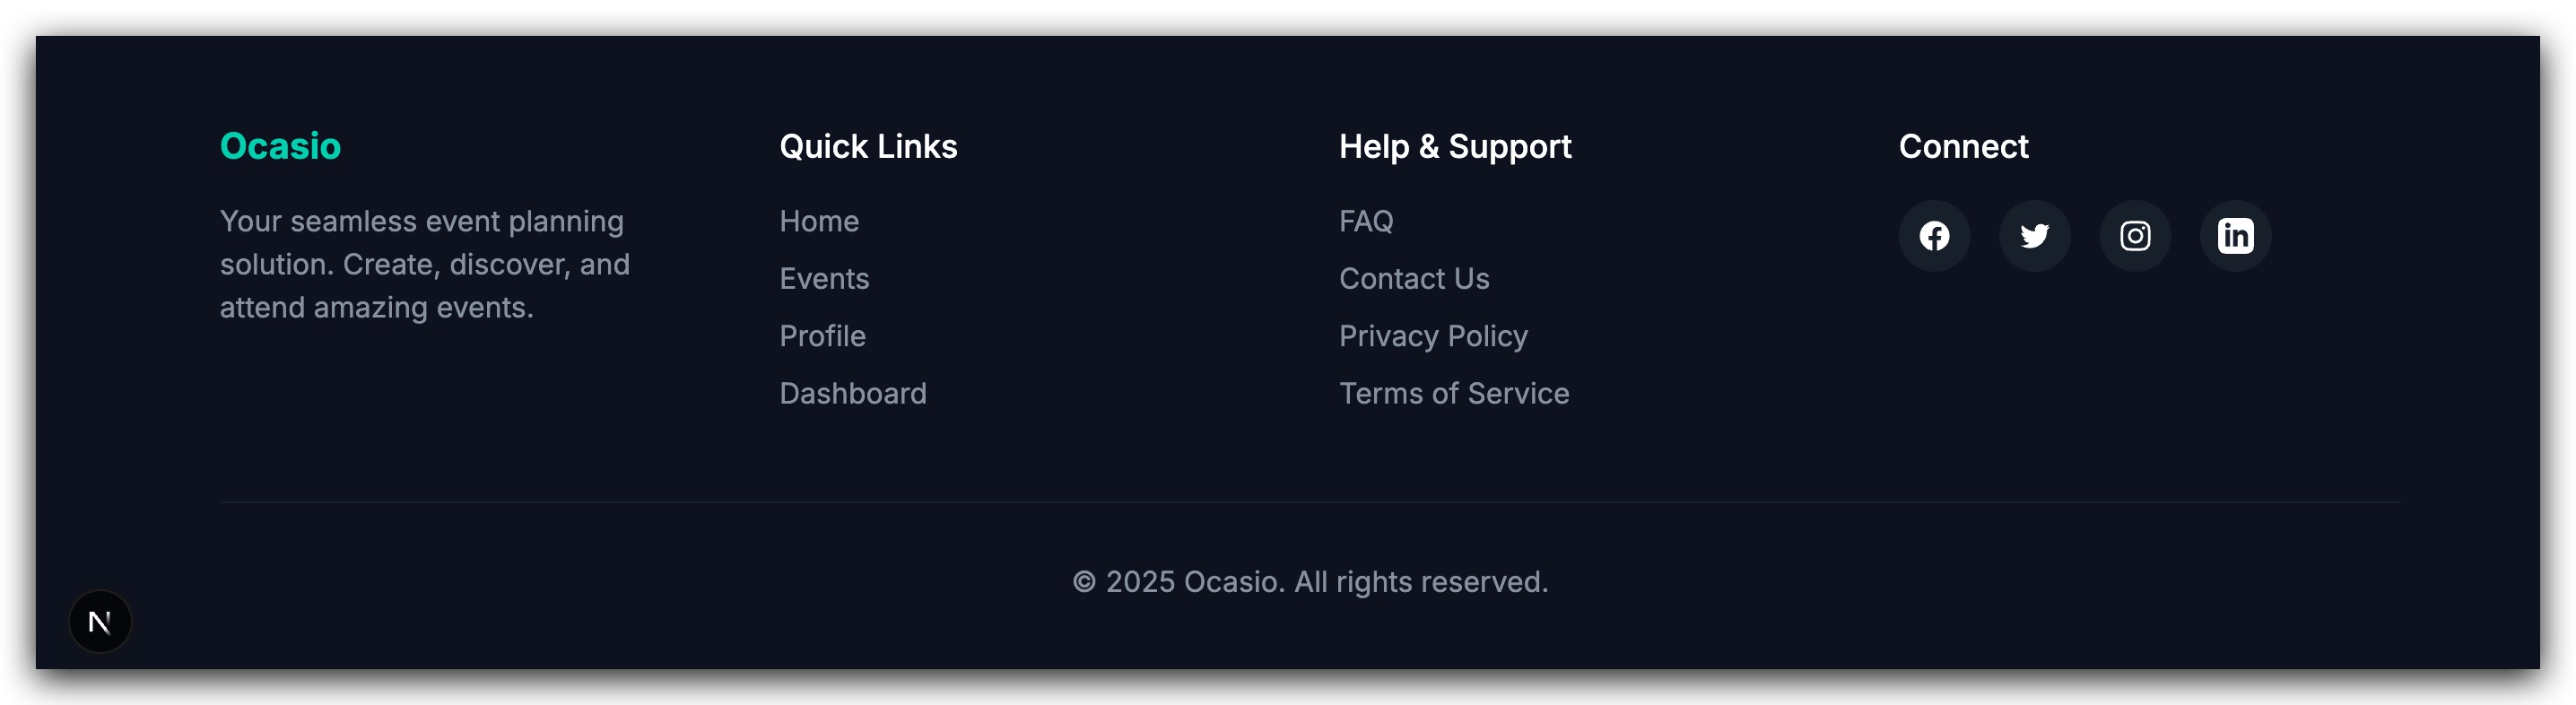 Ocasio
Your seamless event planning
solution. Create, discover, and
attend amazing events.
Quick Links
Home
Events
Profile
Dashboard
Help & Support
FAQ
Contact Us
Privacy Policy
Terms of Service
Connect
in
© 2025 Ocasio. All rights reserved.
N